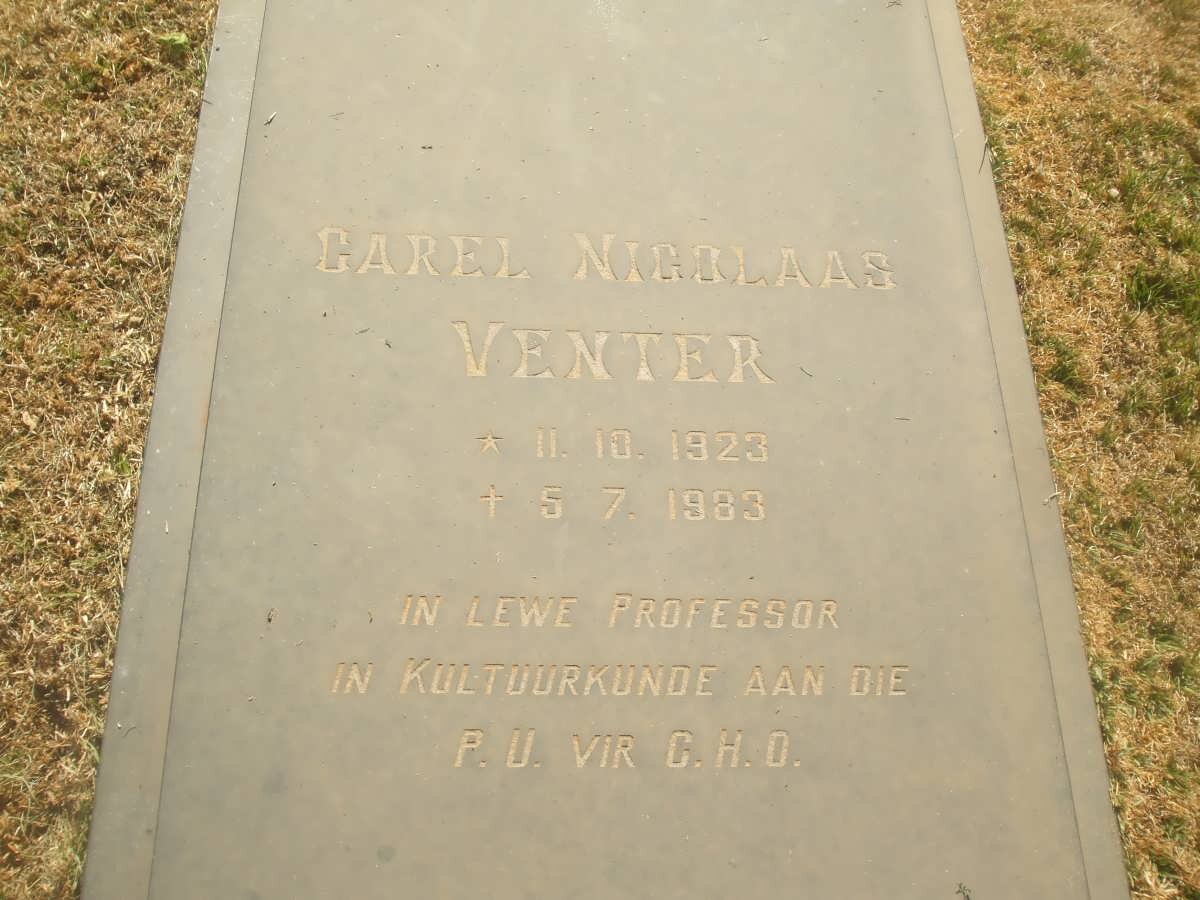 CAREL NICOLAAS
VENTER
★ 11. 10. 1923
† 5 7. 1983
IN LEWE PROFESSOR
IN KULTUURKUNDE AAN DIE
P.U. VIR C.H.O.